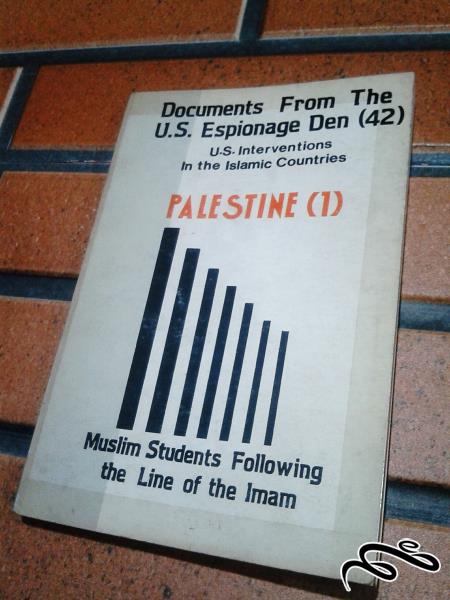 Documents From The
U.S. Espionage Den (42)
U.S. Interventions
In the Islamic Countries
PALESTINE (1)
Muslim Students Following
the Line of the Imam